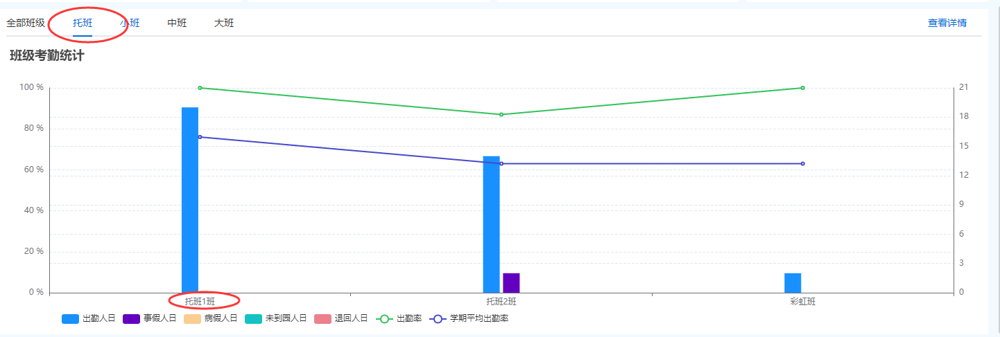 全部班级 托班 小班 中班 大班 查看详情
班级考勤统计
100 % 21
18
80 %
15
60 %
12
9
40 %
6
20 %
3
0 % 0
托班1班 托班2班 彩虹班
出勤人日 事假人日 病假人日 未到园人日 退回人日 出勤率 学期平均出勤率